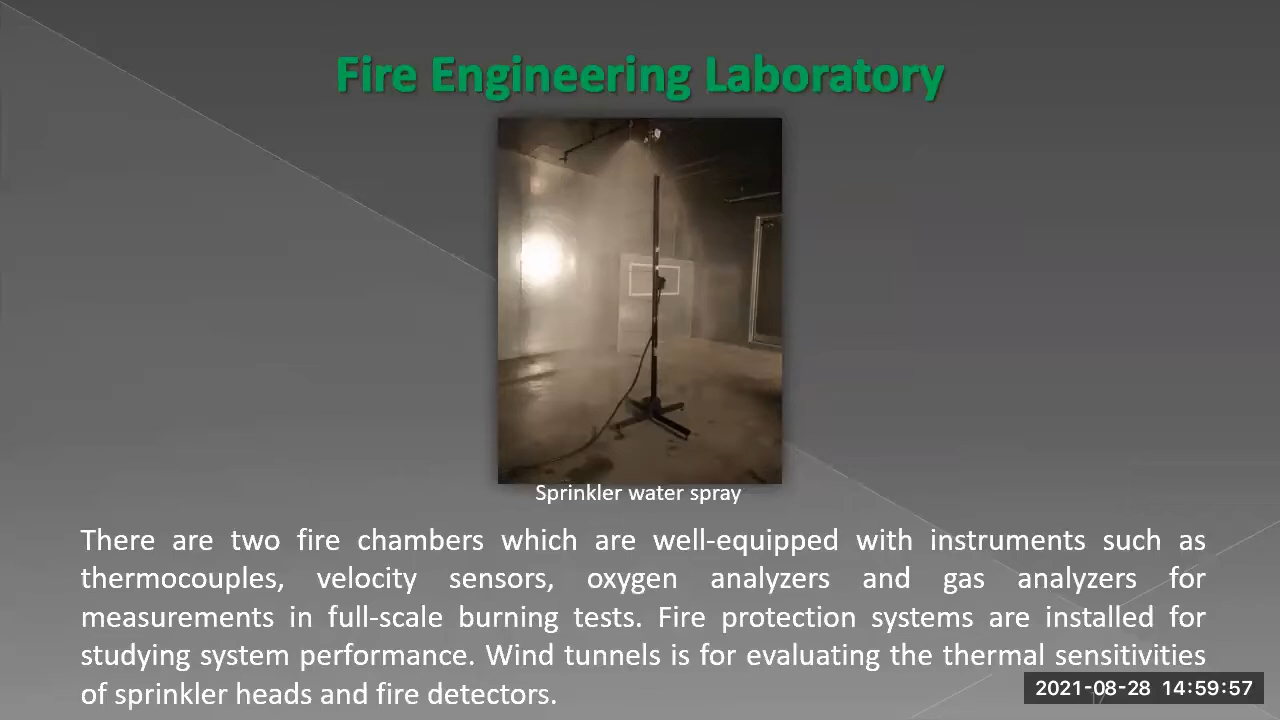 Fire Engineering Laboratory
Sprinkler water spray
There are two fire chambers which are well-equipped with instruments such as
thermocouples, velocity sensors, oxygen analyzers and gas analyzers for
measurements in full-scale burning tests. Fire protection systems are installed for
studying system performance. Wind tunnels is for evaluating the thermal sensitivities
of sprinkler heads and fire detectors.
2021-08-28 14:59:57